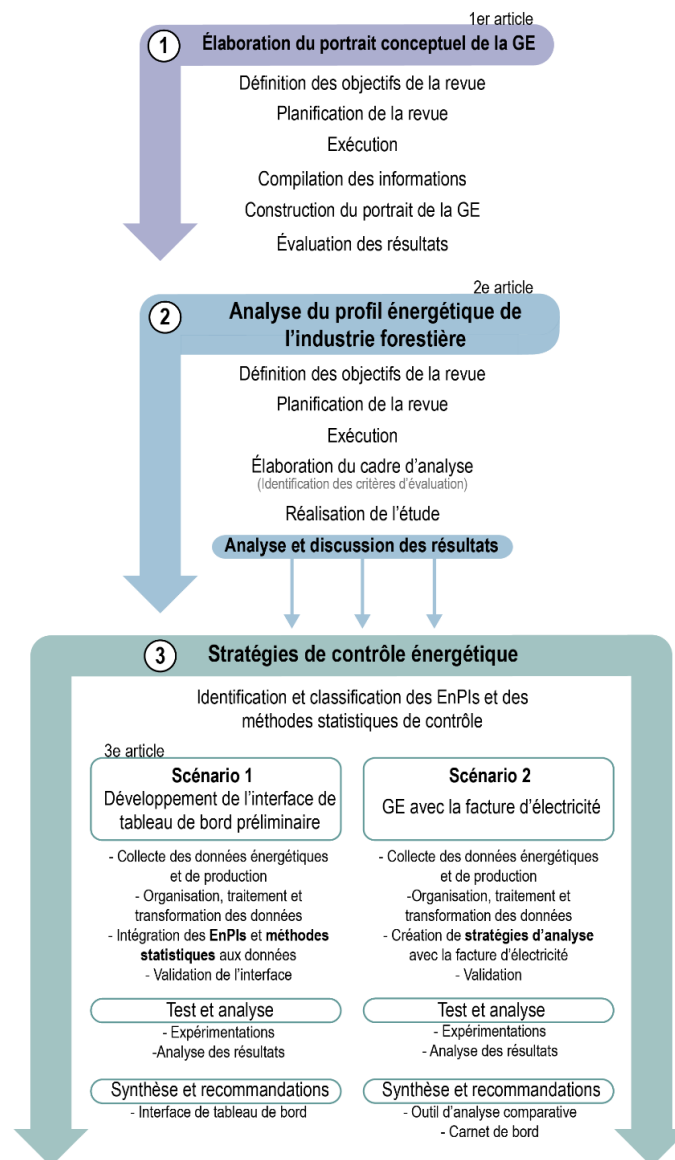 1er article
1 Élaboration du portrait conceptuel de la GE
Définition des objectifs de la revue
Planification de la revue
Exécution
Compilation des informations
Construction du portrait de la GE
Évaluation des résultats
2e article
2 Analyse du profil énergétique de
l'industrie forestière
Définition des objectifs de la revue
Planification de la revue
Exécution
Élaboration du cadre d'analyse
(Identification des critères d'évaluation)
Réalisation de l'étude
Analyse et discussion des résultats
3 Stratégies de contrôle énergétique
Identification et classification des EnPIs et des
méthodes statistiques de contrôle
3e article
Scénario 1
Développement de l'interface de
tableau de bord préliminaire
- Collecte des données énergétiques
et de production
- Organisation, traitement et
transformation des données
- Intégration des EnPIs et méthodes
statistiques aux données
- Validation de l'interface
Test et analyse
- Expérimentations
-Analyse des résultats
Synthèse et recommandations
- Interface de tableau de bord
Scénario 2
GE avec la facture d'électricité
- Collecte des données énergétiques
et de production
-Organisation, traitement et
transformation des données
- Création de stratégies d'analyse
avec la facture d'électricité
- Validation
Test et analyse
- Expérimentations
- Analyse des résultats
Synthèse et recommandations
- Outil d'analyse comparative
- Carnet de bord